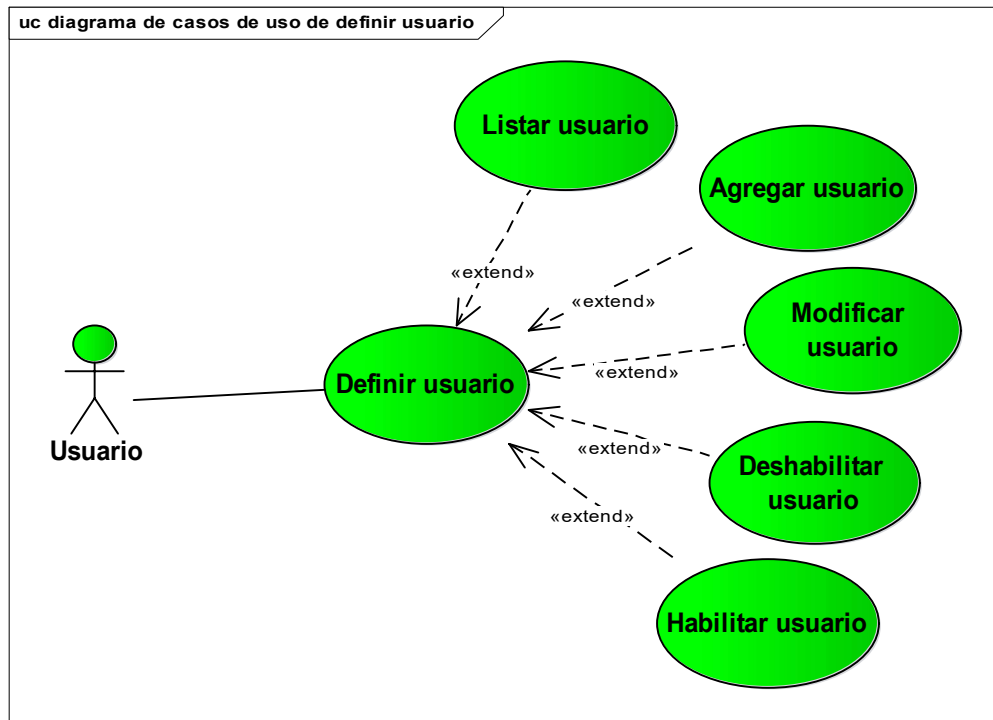 uc diagrama de casos de uso de definir usuario
Listar usuario
Agregar usuario
«extend»
«extend»
Modificar
usuario
«extend»
Definir usuario
Usuario
«extend»
Deshabilitar
usuario
«extend»
Habilitar usuario